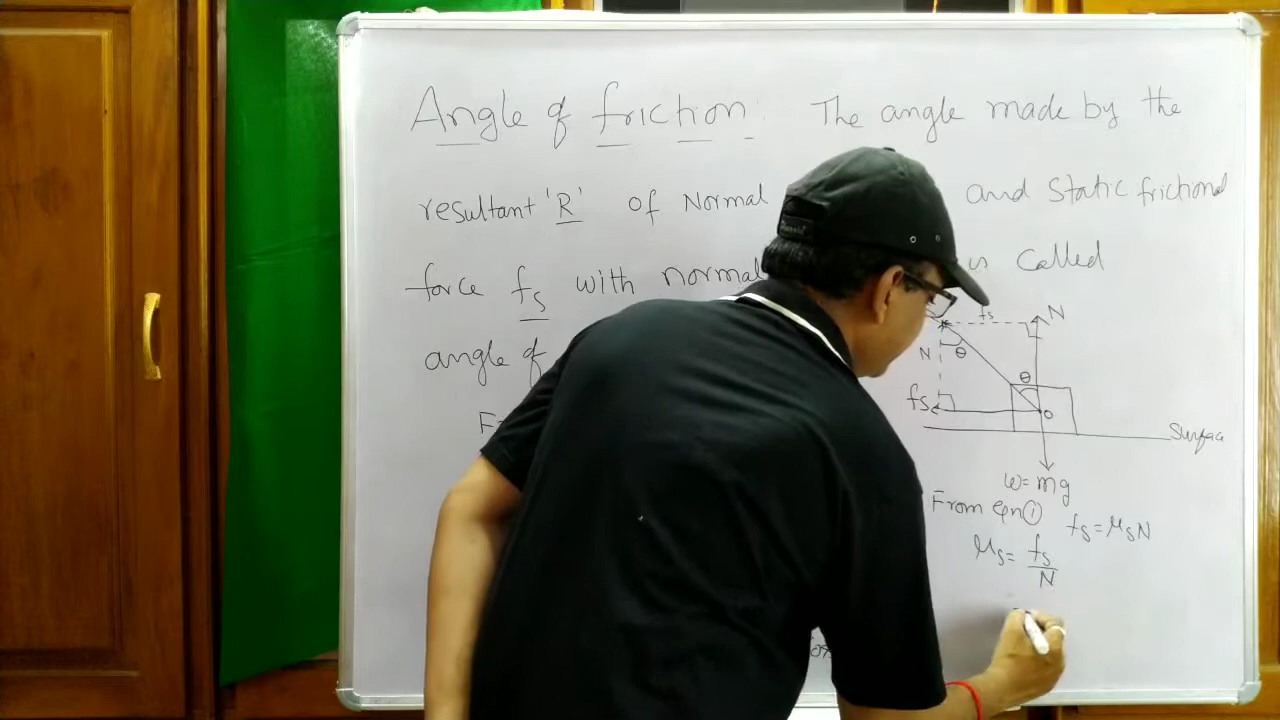 Angle of friction: The angle made by the
resultant 'R' of Normal and static frictional
force fs with normal is called
angle of
fs
N
N
θ
θ
fs
o
Surface
w=mg
From eqn ①
fs=μsN
μs= fs/N